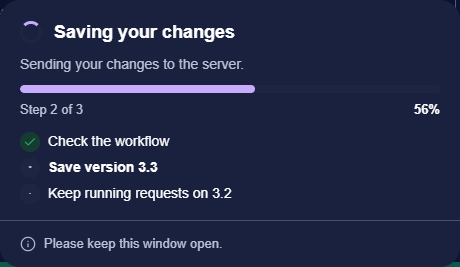 Saving your changes
Sending your changes to the server.
Step 2 of 3
56%
Check the workflow
Save version 3.3
Keep running requests on 3.2
Please keep this window open.